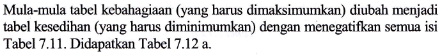 Mula-mula tabel kebahagiaan (yang harus dimaksimumkan) diubah menjadi
tabel kesedihan (yang harus diminimumkan) dengan menegatifkan semua isi
Tabel 7.11. Didapatkan Tabel 7.12 a.